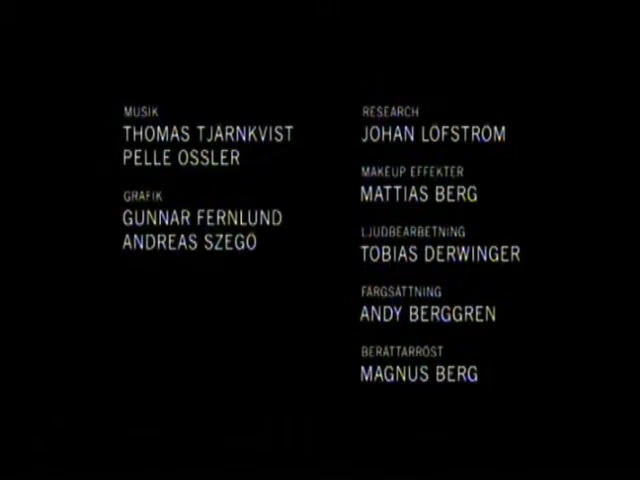 MUSIK
THOMAS TJÄRNKVIST
PELLE OSSLER
GRAFIK
GUNNAR FERNLUND
ANDREAS SZEGÖ
RESEARCH
JOHAN LÖFSTRÖM
MAKEUP EFFEKTER
MATTIAS BERG
LJUDBEARBETNING
TOBIAS DERWINGER
FÄRGSÄTTNING
ANDY BERGGREN
BERÄTTARRÖST
MAGNUS BERG